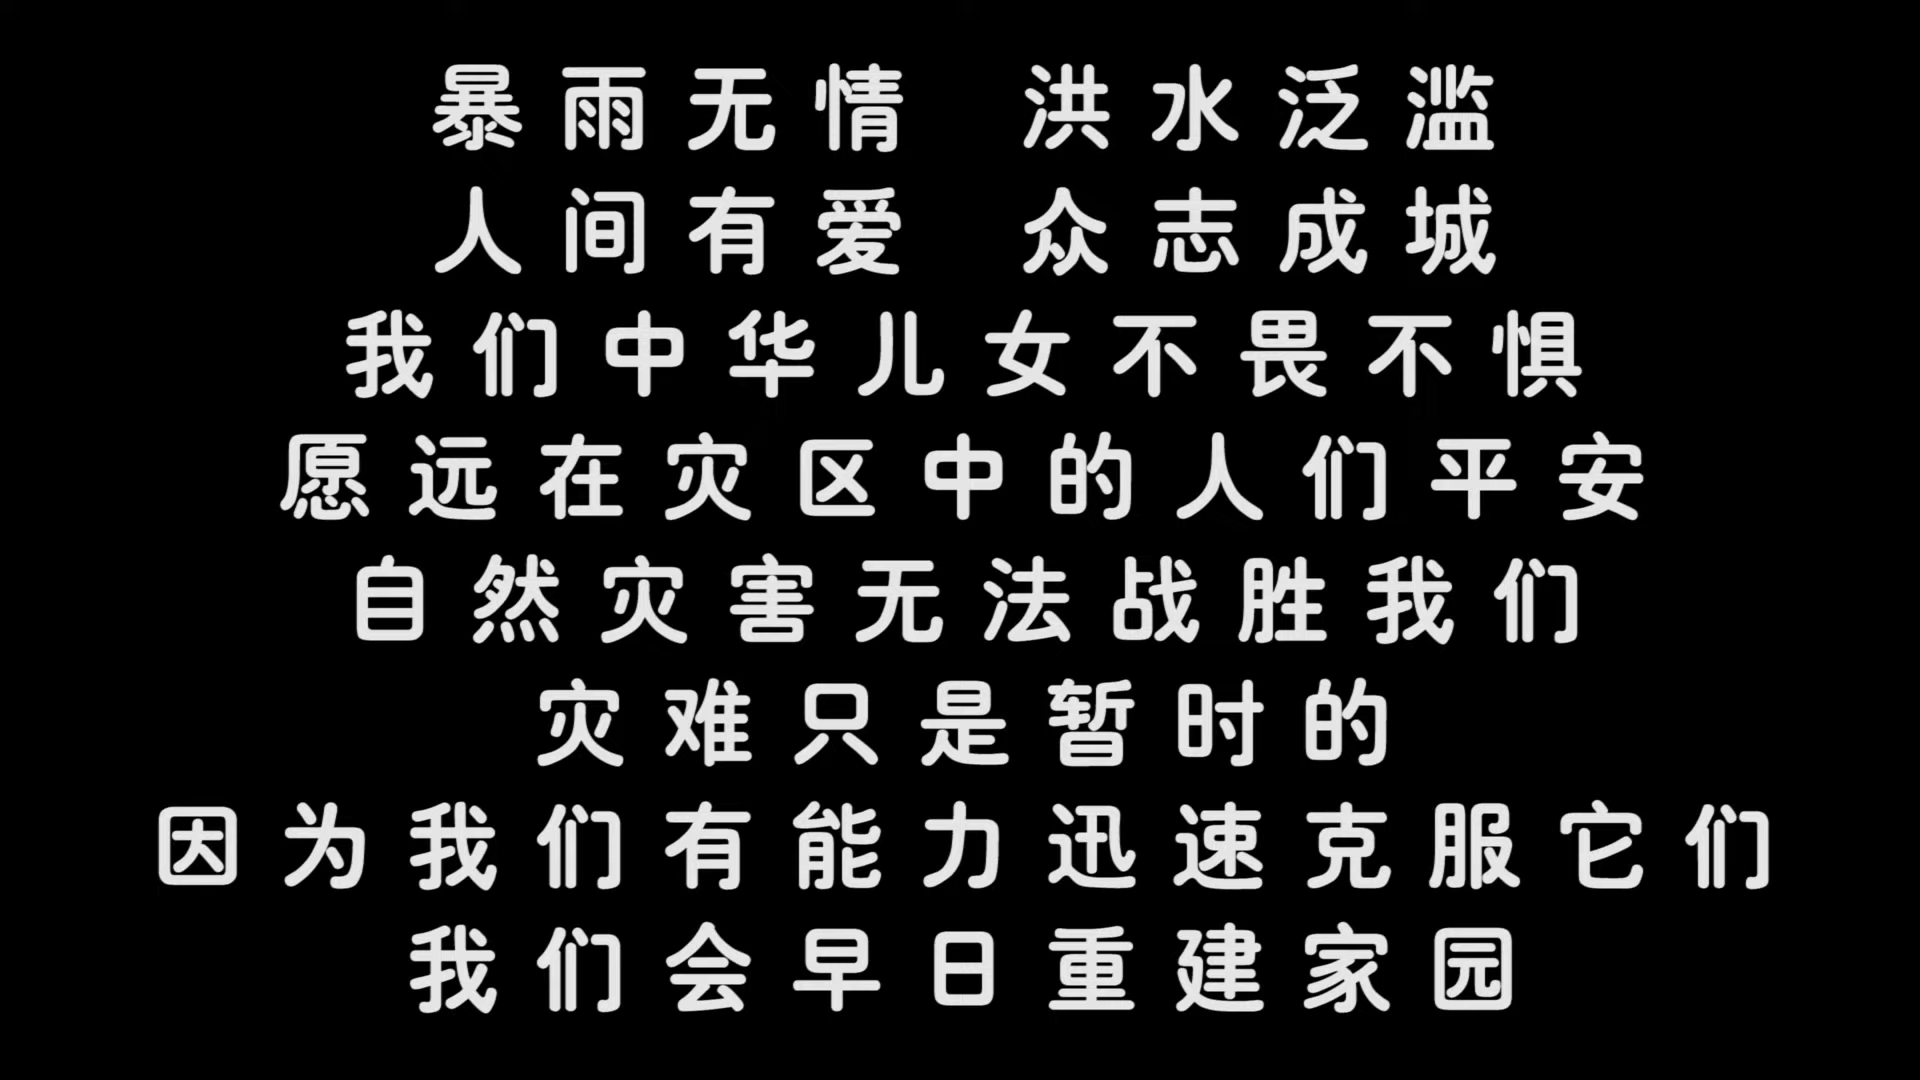 暴雨无情 洪水泛滥
人间有爱 众志成城
我们中华儿女不畏不惧
愿远在灾区中的人们平安
自然灾害无法战胜我们
灾难只是暂时的
因为我们有能力迅速克服它们
我们会早日重建家园